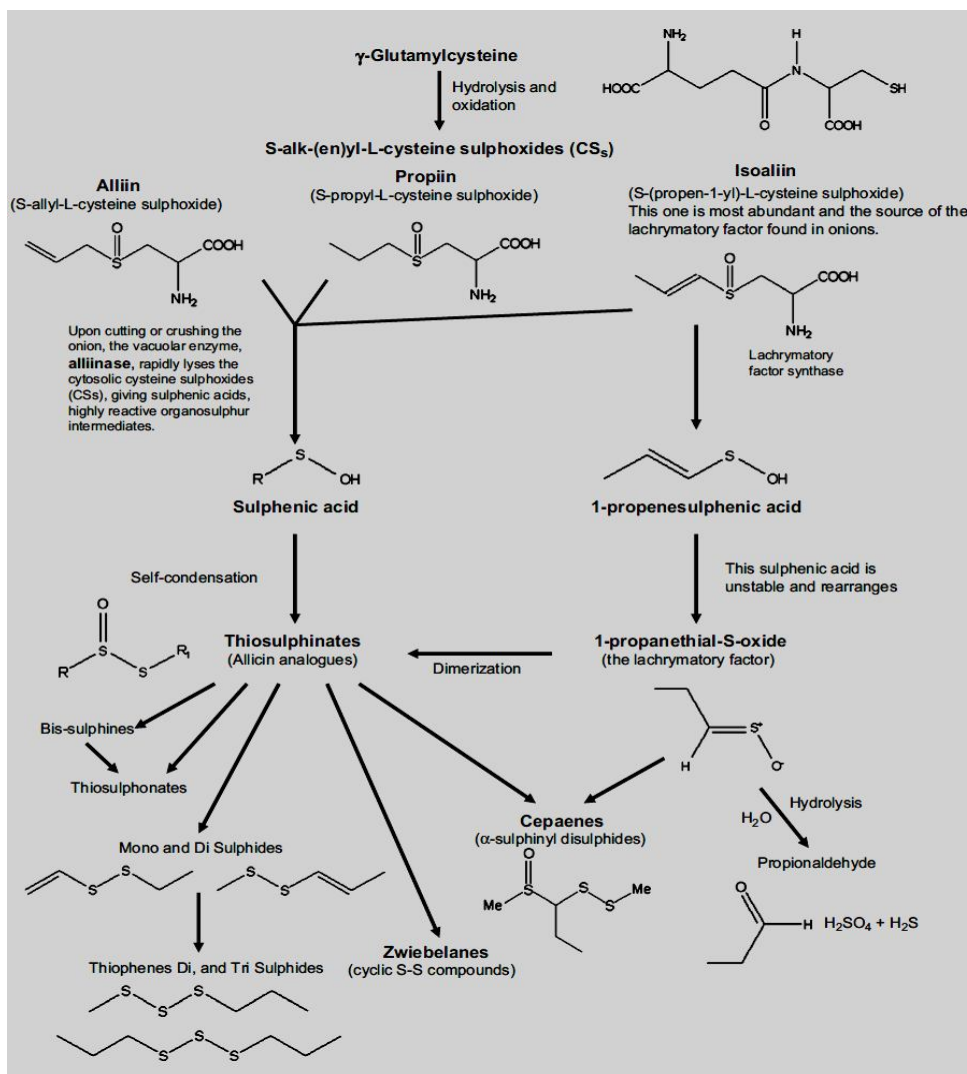 γ-Glutamylcysteine
Hydrolysis and
oxidation
NH₂
H
HOOC
N
SH
O
COOH
S-alk-(en)yl-L-cysteine sulphoxides (CSₛ)
Alliin
(S-allyl-L-cysteine sulphoxide)
O
S
COOH
NH₂
Propiin
(S-propyl-L-cysteine sulphoxide)
O
S
COOH
NH₂
Isoaliin
(S-(propen-1-yl)-L-cysteine sulphoxide)
This one is most abundant and the source of the
lachrymatory factor found in onions.
O
S
COOH
NH₂
Upon cutting or crushing the
onion, the vacuolar enzyme,
alliinase, rapidly lyses the
cytosolic cysteine sulphoxides
(CSs), giving sulphenic acids,
highly reactive organosulphur
intermediates.
Lachrymatory
factor synthase
R
S
OH
Sulphenic acid
S
OH
1-propenesulphenic acid
Self-condensation
This sulphenic acid is
unstable and rearranges
O
R
S
S
R₁
Thiosulphinates
(Allicin analogues)
Dimerization
1-propanethial-S-oxide
(the lachrymatory factor)
H
S⁺
O⁻
Bis-sulphines
Thiosulphonates
Mono and Di Sulphides
S
S
S
S
Thiophenes Di, and Tri Sulphides
S
S
S
S
S
S
Zwiebelanes
(cyclic S-S compounds)
Cepaenes
(α-sulphinyl disulphides)
O
Me
S
S
S
Me
Hydrolysis
H₂O
Propionaldehyde
O
H
H₂SO₄ + H₂S